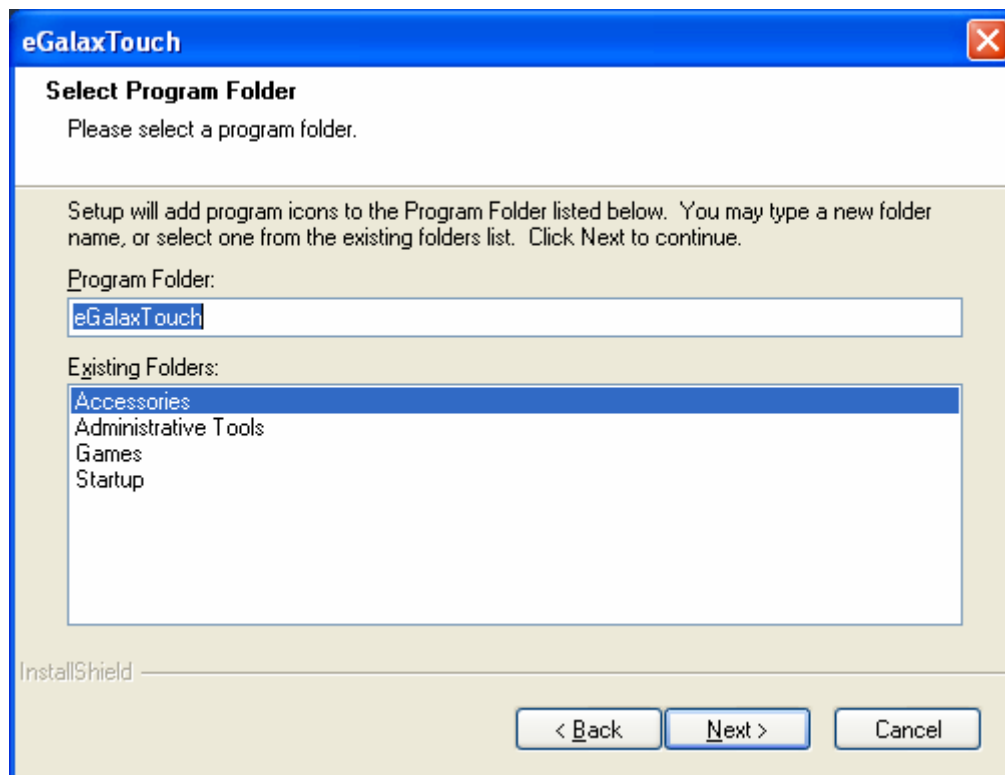 eGalaxTouch
Select Program Folder
Please select a program folder.
Setup will add program icons to the Program Folder listed below.  You may type a new folder
name, or select one from the existing folders list.  Click Next to continue.
Program Folder:
eGalaxTouch
Existing Folders:
Accessories
Administrative Tools
Games
Startup
InstallShield
< Back Next > Cancel